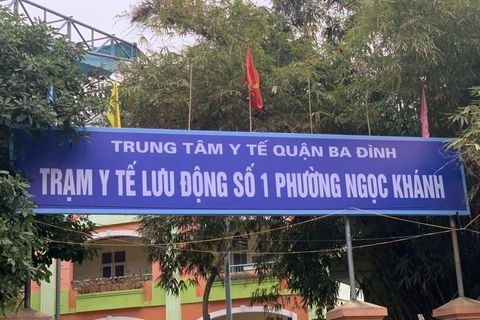 TRUNG TÂM Y TẾ QUẬN BA ĐÌNH
TRẠM Y TẾ LƯU ĐỘNG SỐ 1 PHƯỜNG NGỌC KHÁNH